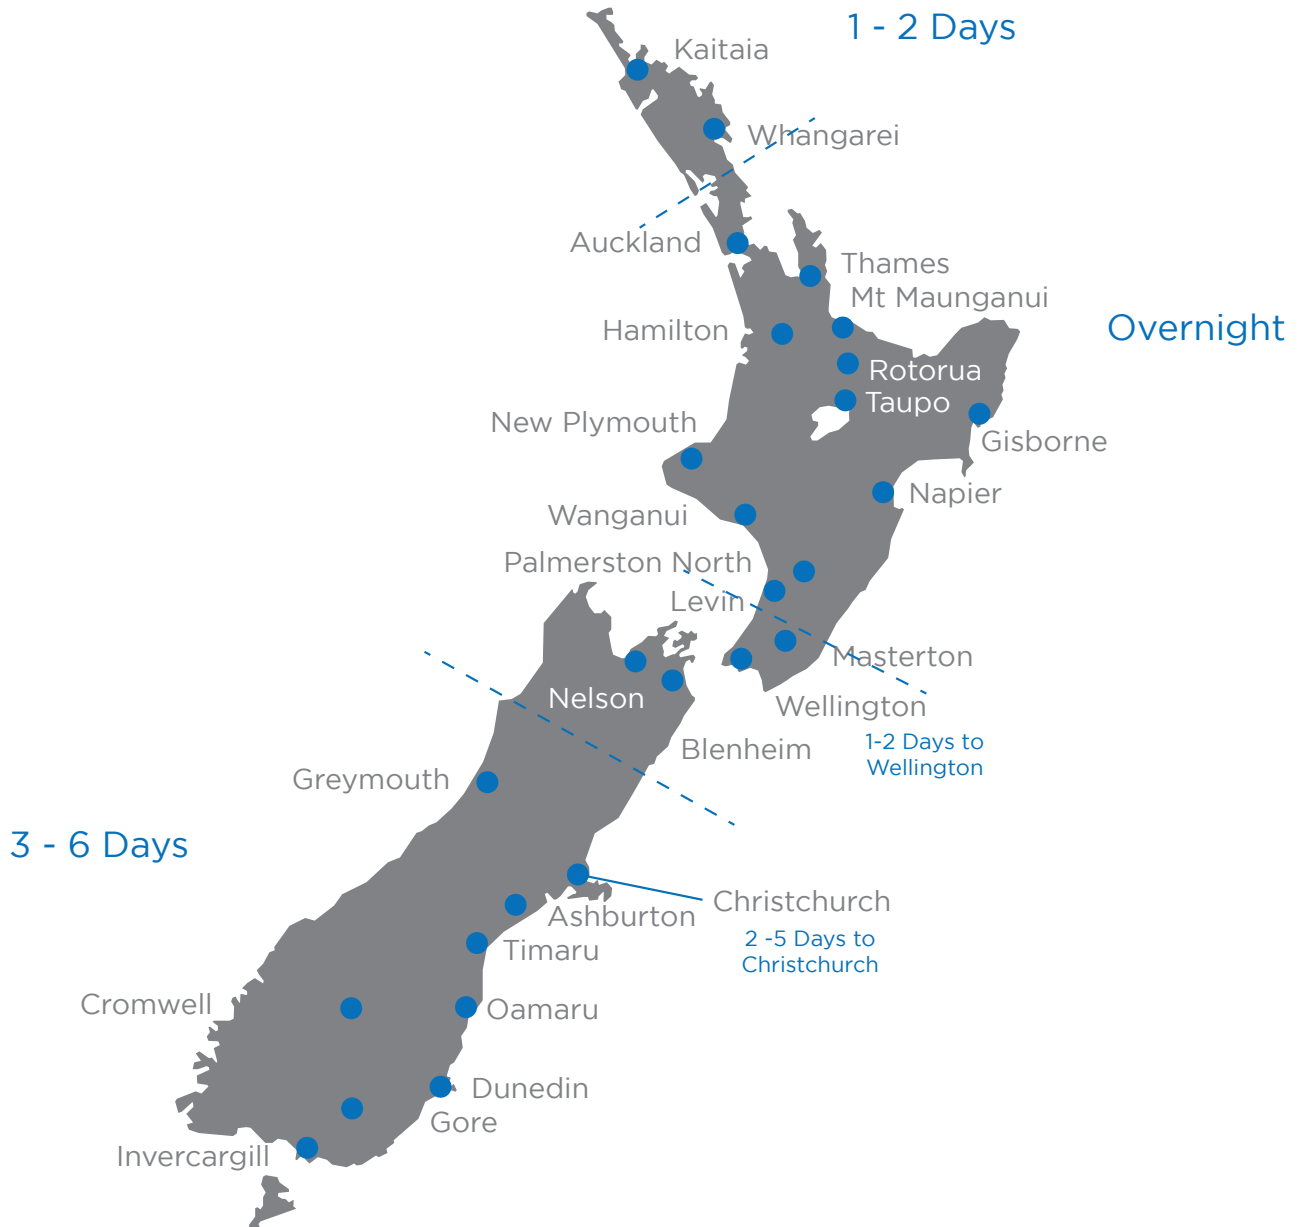 1 - 2 Days
Kaitaia
Whangarei
Auckland
Thames
Mt Maunganui
Hamilton
Overnight
Rotorua
Taupo
New Plymouth
Gisborne
Napier
Wanganui
Palmerston North
Levin
Masterton
Nelson
Wellington
1-2 Days to
Wellington
Blenheim
Greymouth
3 - 6 Days
Christchurch
2 -5 Days to
Christchurch
Ashburton
Timaru
Cromwell
Oamaru
Dunedin
Gore
Invercargill